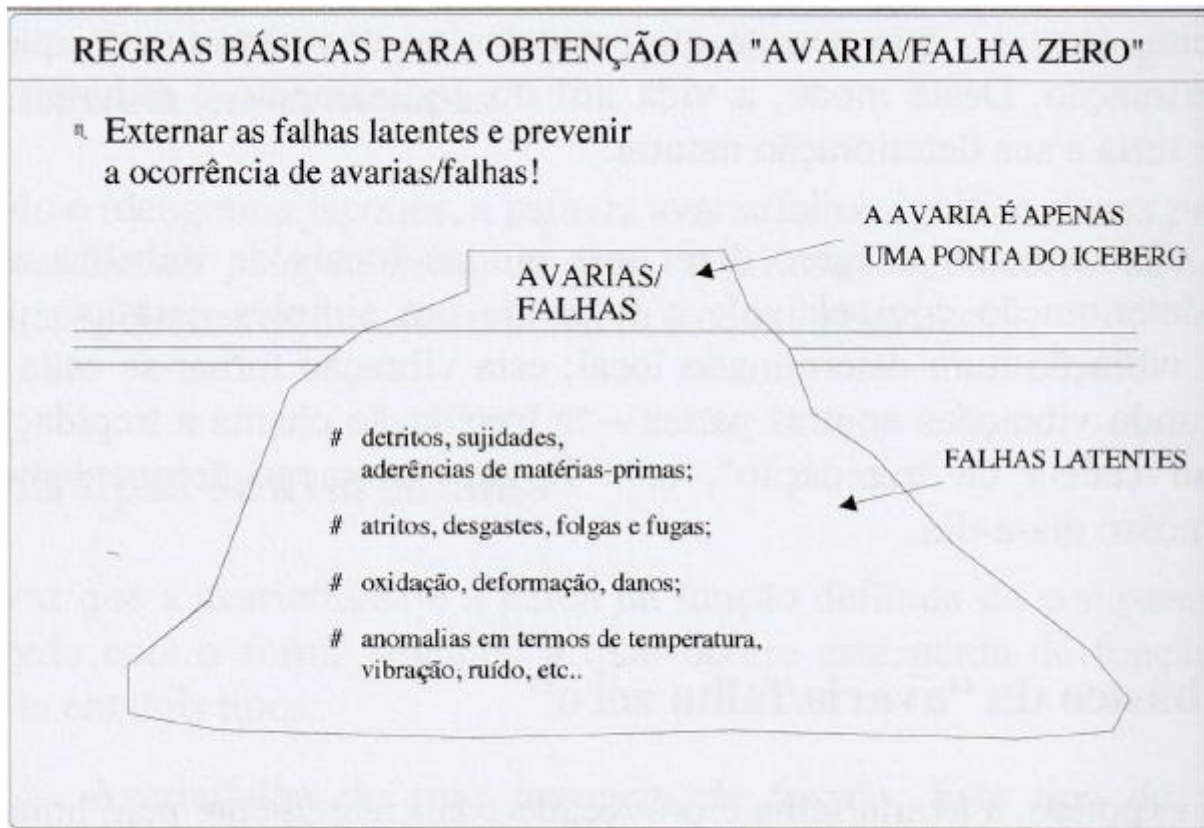 REGRAS BÁSICAS PARA OBTENÇÃO DA "AVARIA/FALHA ZERO"
Externar as falhas latentes e prevenir
a ocorrência de avarias/falhas!
A AVARIA É APENAS
UMA PONTA DO ICEBERG
AVARIAS/
FALHAS
# detritos, sujidades,
aderências de matérias-primas;
FALHAS LATENTES
# atritos, desgastes, folgas e fugas;
# oxidação, deformação, danos;
# anomalias em termos de temperatura,
vibração, ruído, etc..